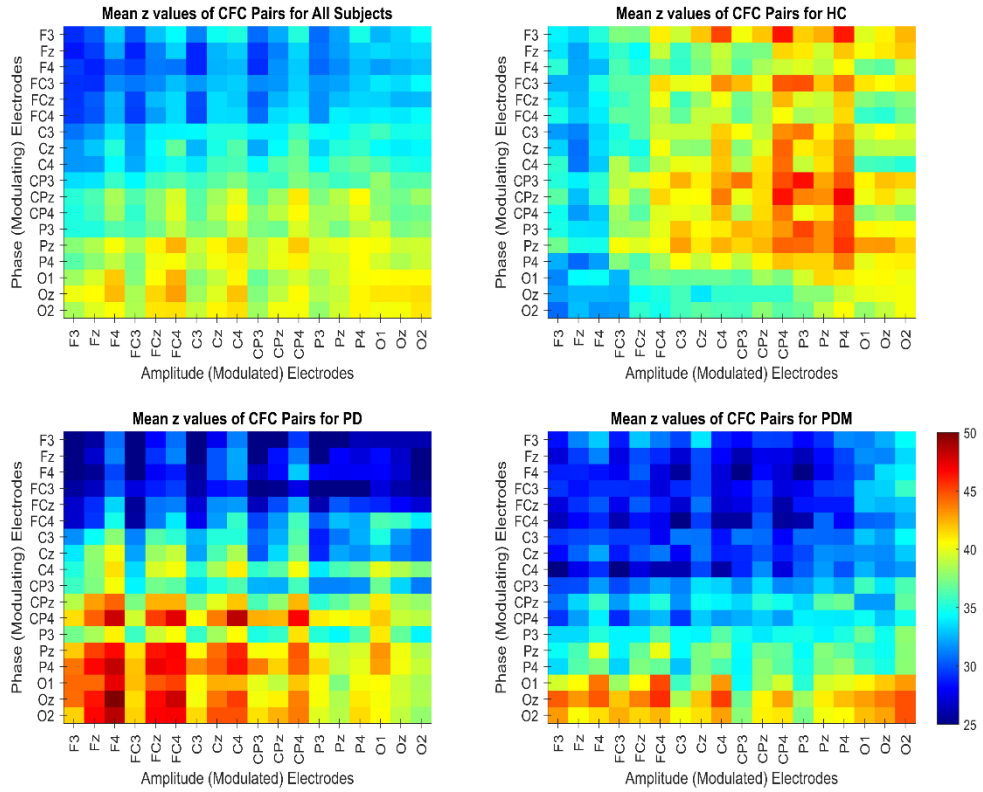 Mean z values of CFC Pairs for All Subjects
Phase (Modulating) Electrodes
F3
Fz
F4
FC3
FCz
FC4
C3
Cz
C4
CP3
CPz
CP4
P3
Pz
P4
O1
Oz
O2
F3 Fz F4 FC3 FCz FC4 C3 Cz C4 CP3 CPz CP4 P3 Pz P4 O1 Oz O2
Amplitude (Modulated) Electrodes
Mean z values of CFC Pairs for HC
Phase (Modulating) Electrodes
F3
Fz
F4
FC3
FCz
FC4
C3
Cz
C4
CP3
CPz
CP4
P3
Pz
P4
O1
Oz
O2
F3 Fz F4 FC3 FCz FC4 C3 Cz C4 CP3 CPz CP4 P3 Pz P4 O1 Oz O2
Amplitude (Modulated) Electrodes
Mean z values of CFC Pairs for PD
Phase (Modulating) Electrodes
F3
Fz
F4
FC3
FCz
FC4
C3
Cz
C4
CP3
CPz
CP4
P3
Pz
P4
O1
Oz
O2
F3 Fz F4 FC3 FCz FC4 C3 Cz C4 CP3 CPz CP4 P3 Pz P4 O1 Oz O2
Amplitude (Modulated) Electrodes
Mean z values of CFC Pairs for PDM
Phase (Modulating) Electrodes
F3
Fz
F4
FC3
FCz
FC4
C3
Cz
C4
CP3
CPz
CP4
P3
Pz
P4
O1
Oz
O2
F3 Fz F4 FC3 FCz FC4 C3 Cz C4 CP3 CPz CP4 P3 Pz P4 O1 Oz O2
Amplitude (Modulated) Electrodes
50
45
40
35
30
25